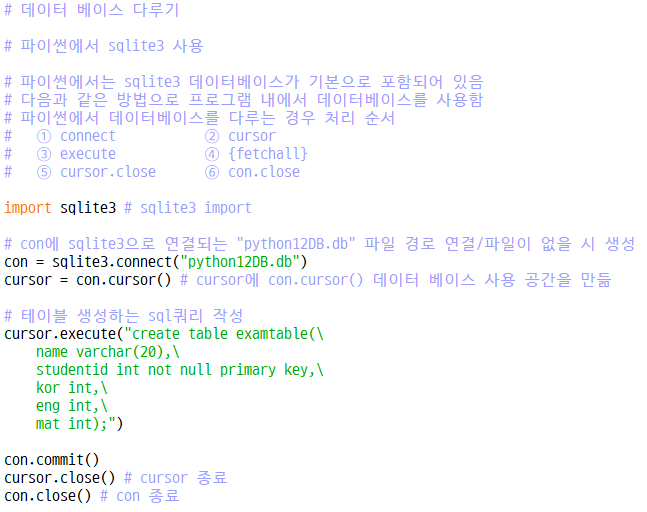 # 데이터 베이스 다루기
# 파이썬에서 sqlite3 사용
# 파이썬에서는 sqlite3 데이터베이스가 기본으로 포함되어 있음
# 다음과 같은 방법으로 프로그램 내에서 데이터베이스를 사용함
# 파이썬에서 데이터베이스를 다루는 경우 처리 순서
#   ① connect          ② cursor
#   ③ execute          ④ {fetchall}
#   ⑤ cursor.close     ⑥ con.close
import sqlite3 # sqlite3 import
# con에 sqlite3으로 연결되는 "python12DB.db" 파일 경로 연결/파일이 없을 시 생성
con = sqlite3.connect("python12DB.db")
cursor = con.cursor() # cursor에 con.cursor() 데이터 베이스 사용 공간을 만듦
# 테이블 생성하는 sql쿼리 작성
cursor.execute("create table examtable(\
    name varchar(20),\
    studentid int not null primary key,\
    kor int,\
    eng int,\
    mat int);")
con.commit()
cursor.close() # cursor 종료
con.close() # con 종료